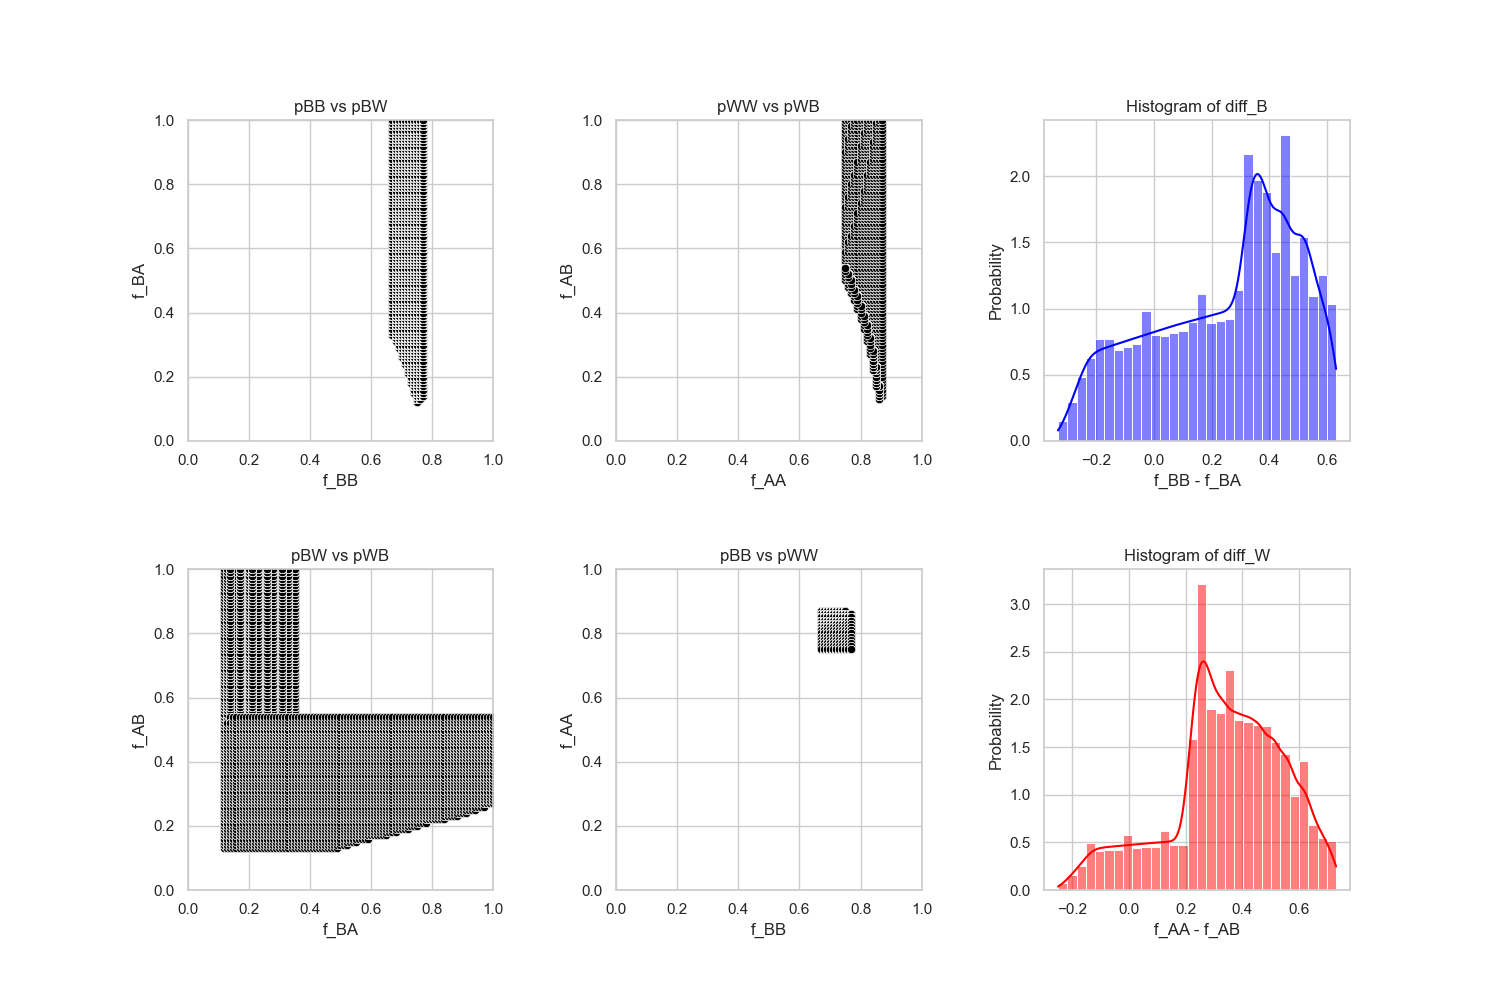 pBB vs pBW
1.0
0.8
0.6
0.4
0.2
0.0
f_BA
0.0 0.2 0.4 0.6 0.8 1.0
f_BB
pWW vs pWB
1.0
0.8
0.6
0.4
0.2
0.0
f_AB
0.0 0.2 0.4 0.6 0.8 1.0
f_AA
Histogram of diff_B
2.0
1.5
1.0
0.5
0.0
Probability
−0.2 0.0 0.2 0.4 0.6
f_BB - f_BA
pBW vs pWB
1.0
0.8
0.6
0.4
0.2
0.0
f_AB
0.0 0.2 0.4 0.6 0.8 1.0
f_BA
pBB vs pWW
1.0
0.8
0.6
0.4
0.2
0.0
f_AA
0.0 0.2 0.4 0.6 0.8 1.0
f_BB
Histogram of diff_W
3.0
2.5
2.0
1.5
1.0
0.5
0.0
Probability
−0.2 0.0 0.2 0.4 0.6
f_AA - f_AB